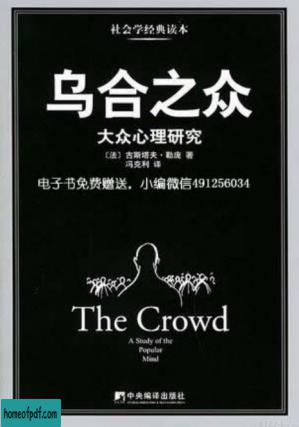 社会学经典读本
乌合之众
大众心理研究
〔法〕古斯塔夫·勒庞 著
冯克利 译
电子书免费赠送，小编微信491256034
The Crowd
A Study of the
Popular
Mind
中央编译出版社
homeofpdf.com